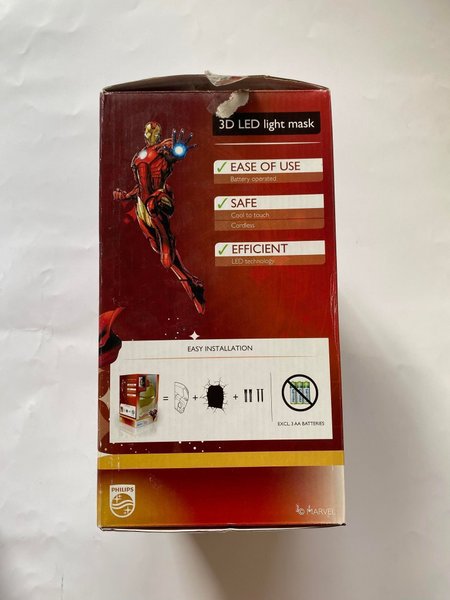 3D LED light mask
✓ EASE OF USE
Battery operated
✓ SAFE
Cool to touch
Cordless
✓ EFFICIENT
LED technology
EASY INSTALLATION
= + +
EXCL. 3 AA BATTERIES
PHILIPS
© MARVEL